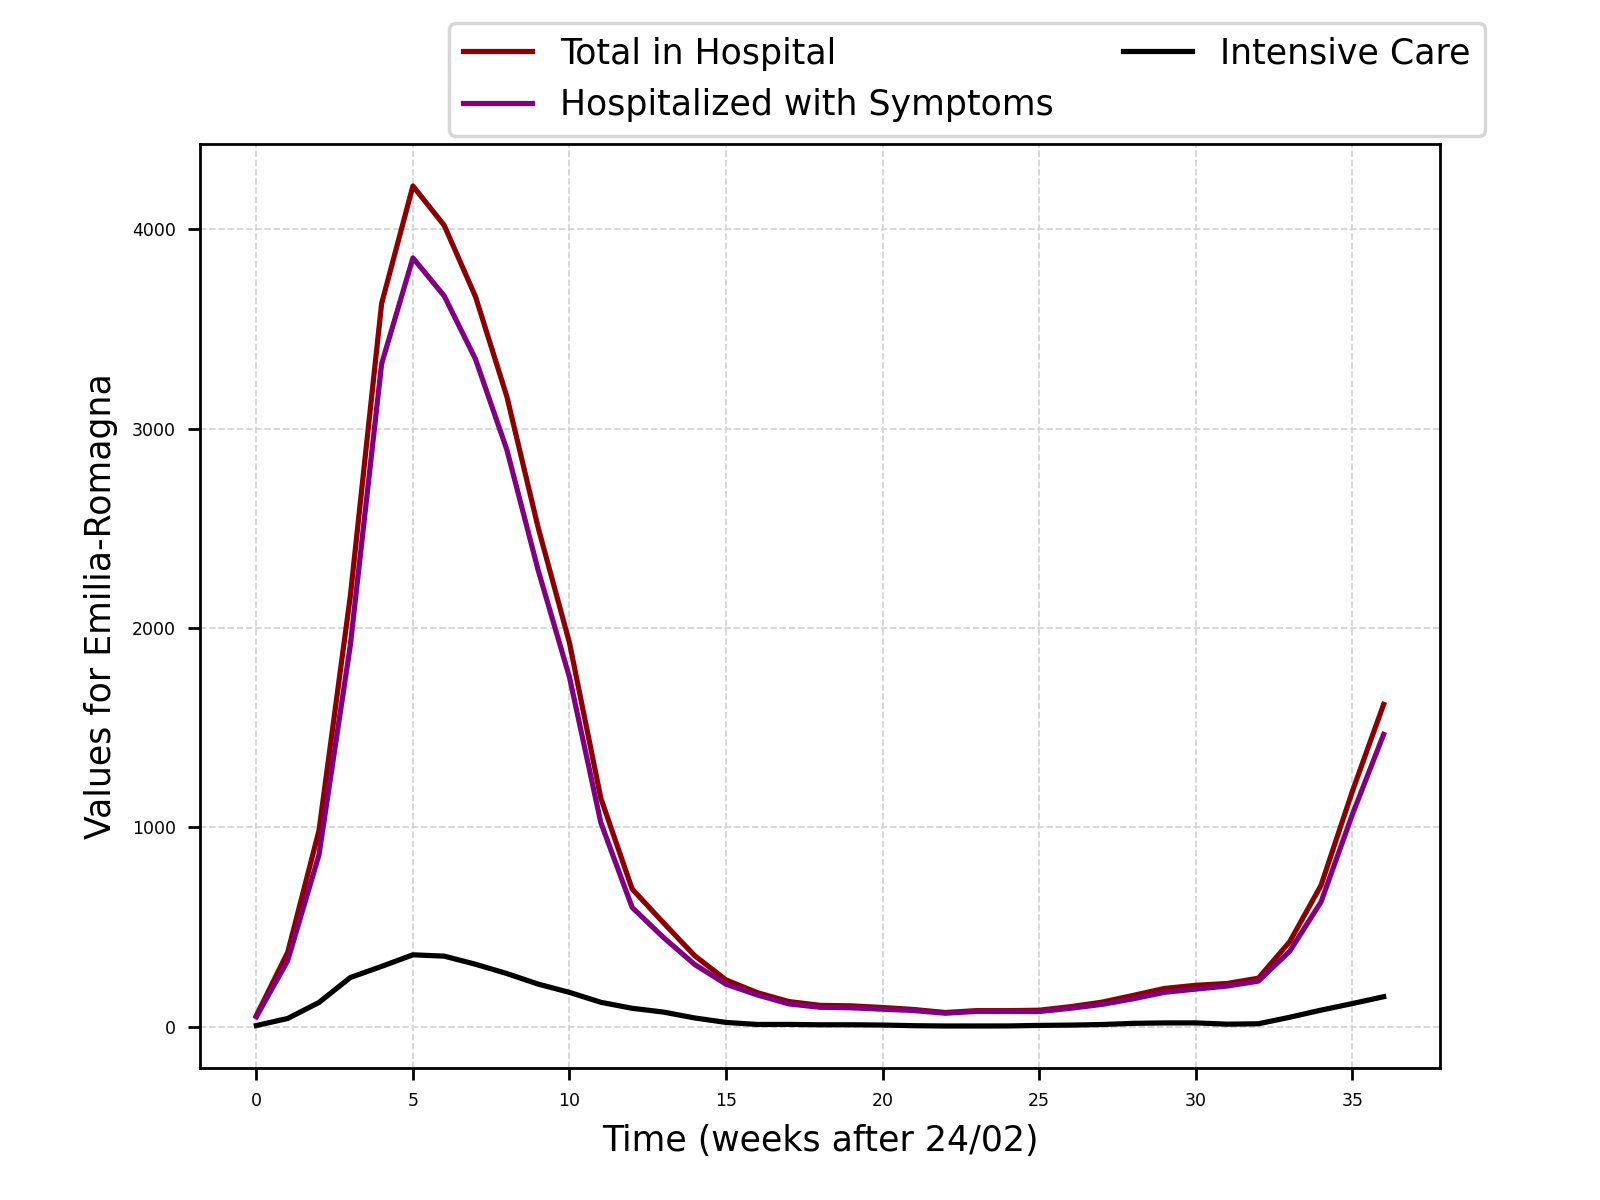 Total in Hospital
Hospitalized with Symptoms
Intensive Care
Values for Emilia-Romagna
4000
3000
2000
1000
0
0 5 10 15 20 25 30 35
Time (weeks after 24/02)